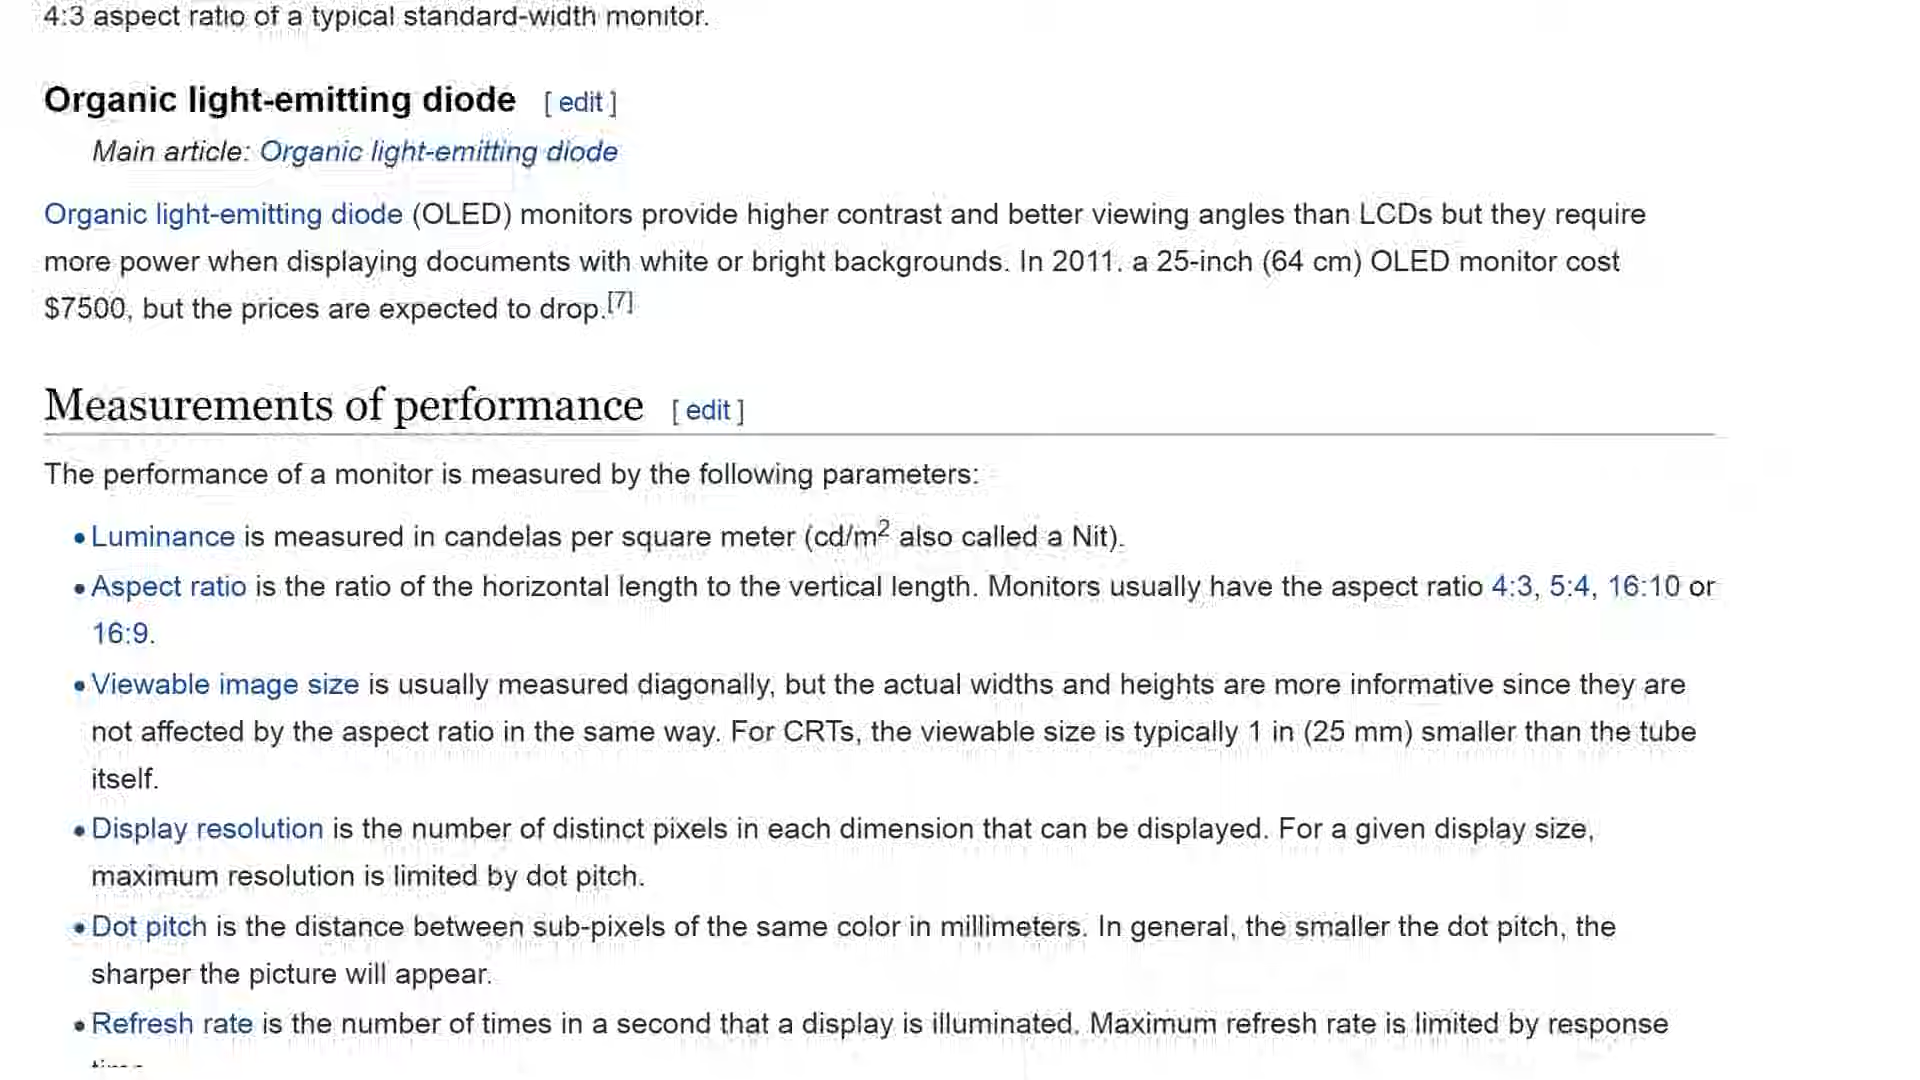 4:3 aspect ratio of a typical standard-width monitor.
Organic light-emitting diode [ edit ]
Main article: Organic light-emitting diode
Organic light-emitting diode (OLED) monitors provide higher contrast and better viewing angles than LCDs but they require
more power when displaying documents with white or bright backgrounds. In 2011. a 25-inch (64 cm) OLED monitor cost
$7500, but the prices are expected to drop.[7]
Measurements of performance [ edit ]
The performance of a monitor is measured by the following parameters:
• Luminance is measured in candelas per square meter (cd/m² also called a Nit).
• Aspect ratio is the ratio of the horizontal length to the vertical length. Monitors usually have the aspect ratio 4:3, 5:4, 16:10 or
16:9.
• Viewable image size is usually measured diagonally, but the actual widths and heights are more informative since they are
not affected by the aspect ratio in the same way. For CRTs, the viewable size is typically 1 in (25 mm) smaller than the tube
itself.
• Display resolution is the number of distinct pixels in each dimension that can be displayed. For a given display size,
maximum resolution is limited by dot pitch.
• Dot pitch is the distance between sub-pixels of the same color in millimeters. In general, the smaller the dot pitch, the
sharper the picture will appear.
• Refresh rate is the number of times in a second that a display is illuminated. Maximum refresh rate is limited by response